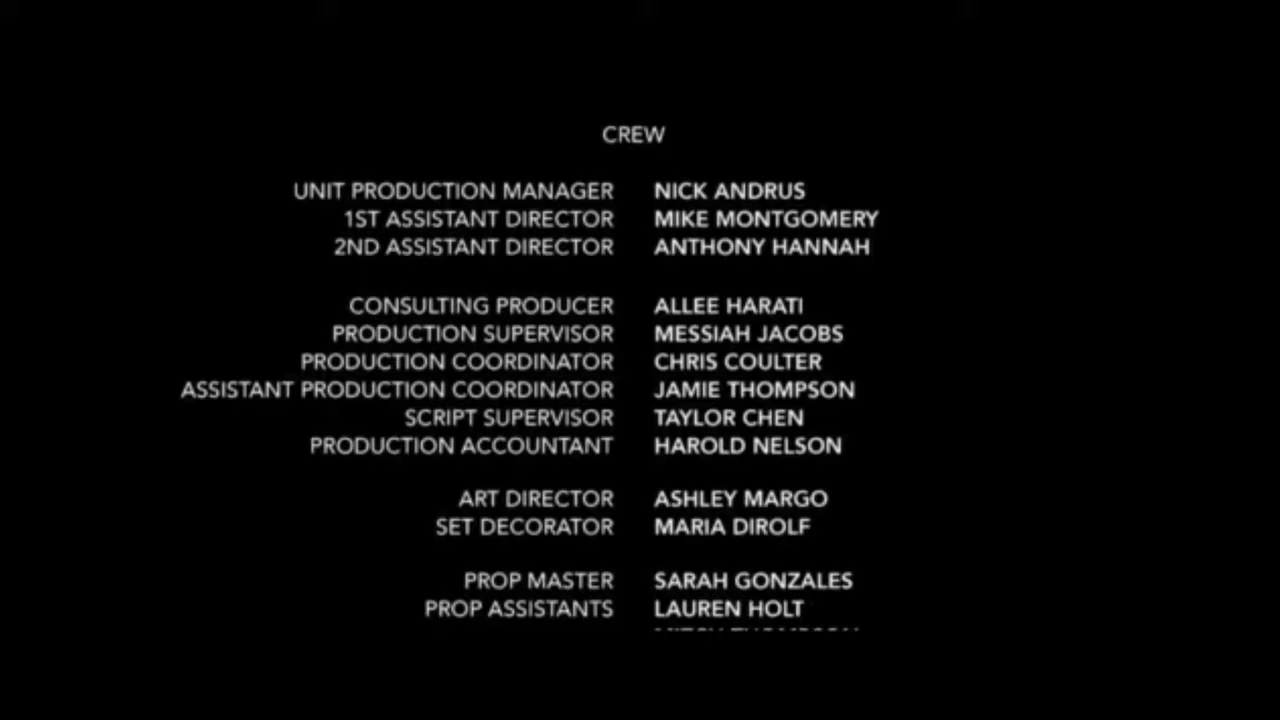 CREW
UNIT PRODUCTION MANAGER NICK ANDRUS
1ST ASSISTANT DIRECTOR MIKE MONTGOMERY
2ND ASSISTANT DIRECTOR ANTHONY HANNAH
CONSULTING PRODUCER ALLEE HARATI
PRODUCTION SUPERVISOR MESSIAH JACOBS
PRODUCTION COORDINATOR CHRIS COULTER
ASSISTANT PRODUCTION COORDINATOR JAMIE THOMPSON
SCRIPT SUPERVISOR TAYLOR CHEN
PRODUCTION ACCOUNTANT HAROLD NELSON
ART DIRECTOR ASHLEY MARGO
SET DECORATOR MARIA DIROLF
PROP MASTER SARAH GONZALES
PROP ASSISTANTS LAUREN HOLT